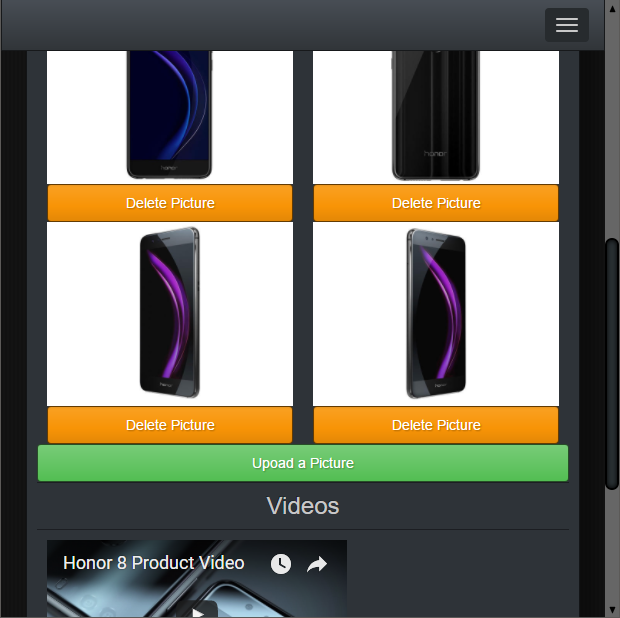 honor
honor
Delete Picture
Delete Picture
honor
honor
Delete Picture
Delete Picture
Upoad a Picture
Videos
Honor 8 Product Video